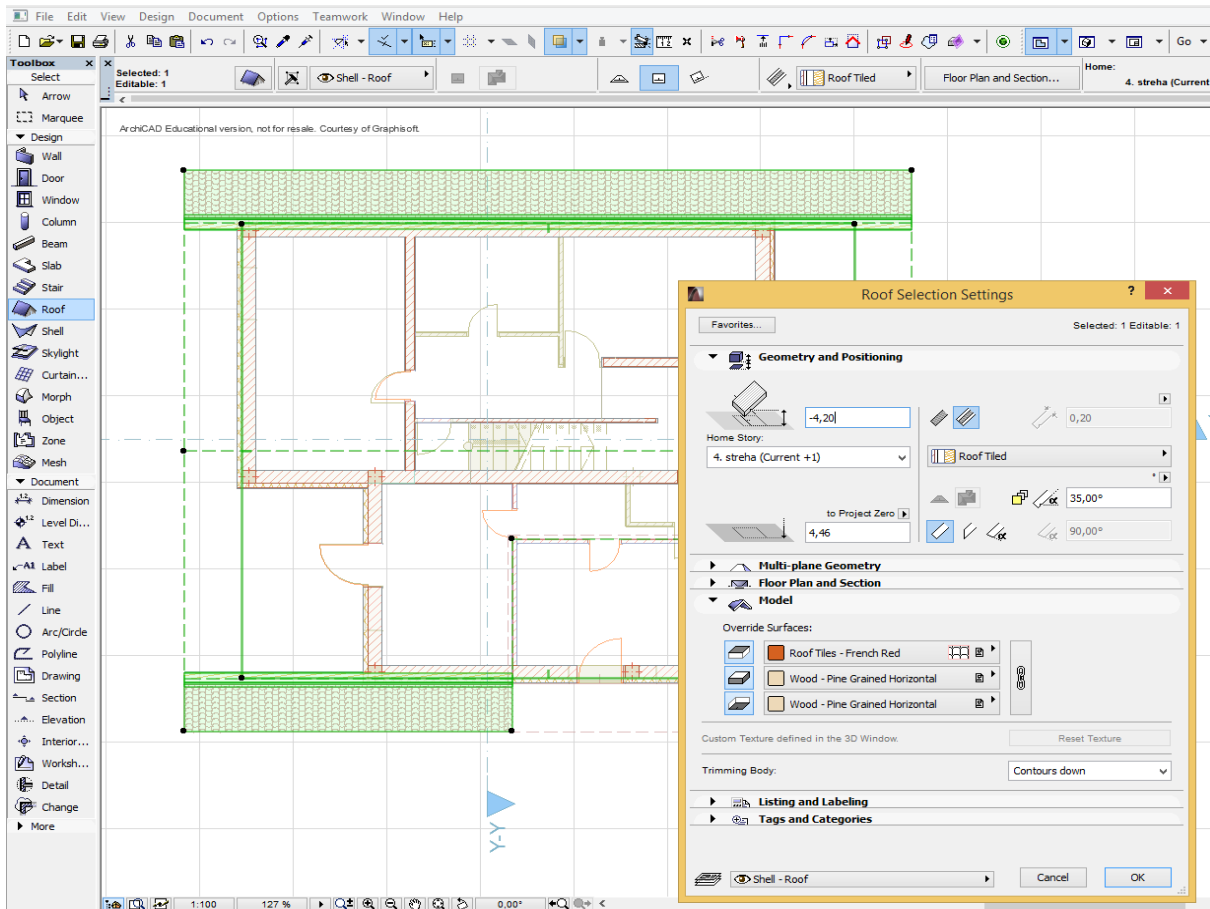 File Edit View Design Document Options Teamwork Window Help
Go
Toolbox
Select
Arrow
Marquee
Design
Wall
Door
Window
Column
Beam
Slab
Stair
Roof
Shell
Skylight
Curtain...
Morph
Object
Zone
Mesh
Document
Dimension
Level Di...
Text
Label
Fill
Line
Arc/Circle
Polyline
Drawing
Section
Elevation
Interior...
Worksh...
Detail
Change
More
Selected: 1
Editable: 1
Shell - Roof
Roof Tiled
Floor Plan and Section...
Home:
4. streha (Current
ArchiCAD Educational version, not for resale. Courtesy of Graphisoft.
Y-Y
Roof Selection Settings
Favorites...
Selected: 1 Editable: 1
Geometry and Positioning
-4,20
0,20
Home Story:
4. streha (Current +1)
Roof Tiled
35,00°
to Project Zero
4,46
90,00°
Multi-plane Geometry
Floor Plan and Section
Model
Override Surfaces:
Roof Tiles - French Red
Wood - Pine Grained Horizontal
Wood - Pine Grained Horizontal
Custom Texture defined in the 3D Window.
Reset Texture
Trimming Body:
Contours down
Listing and Labeling
Tags and Categories
Shell - Roof
Cancel
OK
1:100
127 %
0,00°